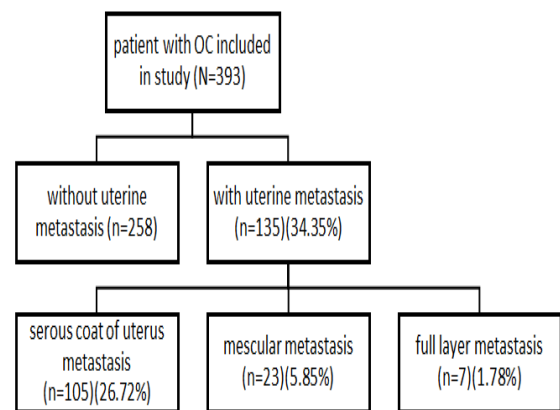 patient with OC included
in study (N=393)
without uterine
metastasis (n=258)
with uterine metastasis
(n=135)(34.35%)
serous coat of uterus
metastasis
(n=105)(26.72%)
mescular metastasis
(n=23)(5.85%)
full layer metastasis
(n=7)(1.78%)